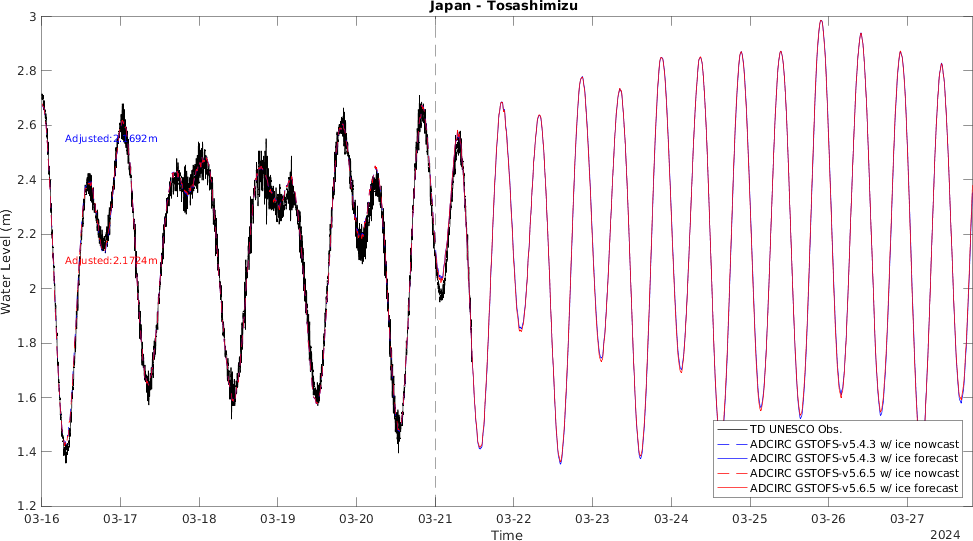 Japan - Tosashimizu
3
2.8
2.6
2.4
2.2
2
1.8
1.6
1.4
1.2
Water Level (m)
Adjusted:2.1692m
Adjusted:2.1724m
TD UNESCO Obs.
ADCIRC GSTOFS-v5.4.3 w/ ice nowcast
ADCIRC GSTOFS-v5.4.3 w/ ice forecast
ADCIRC GSTOFS-v5.6.5 w/ ice nowcast
ADCIRC GSTOFS-v5.6.5 w/ ice forecast
03-16 03-17 03-18 03-19 03-20 03-21 03-22 03-23 03-24 03-25 03-26 03-27
Time
2024